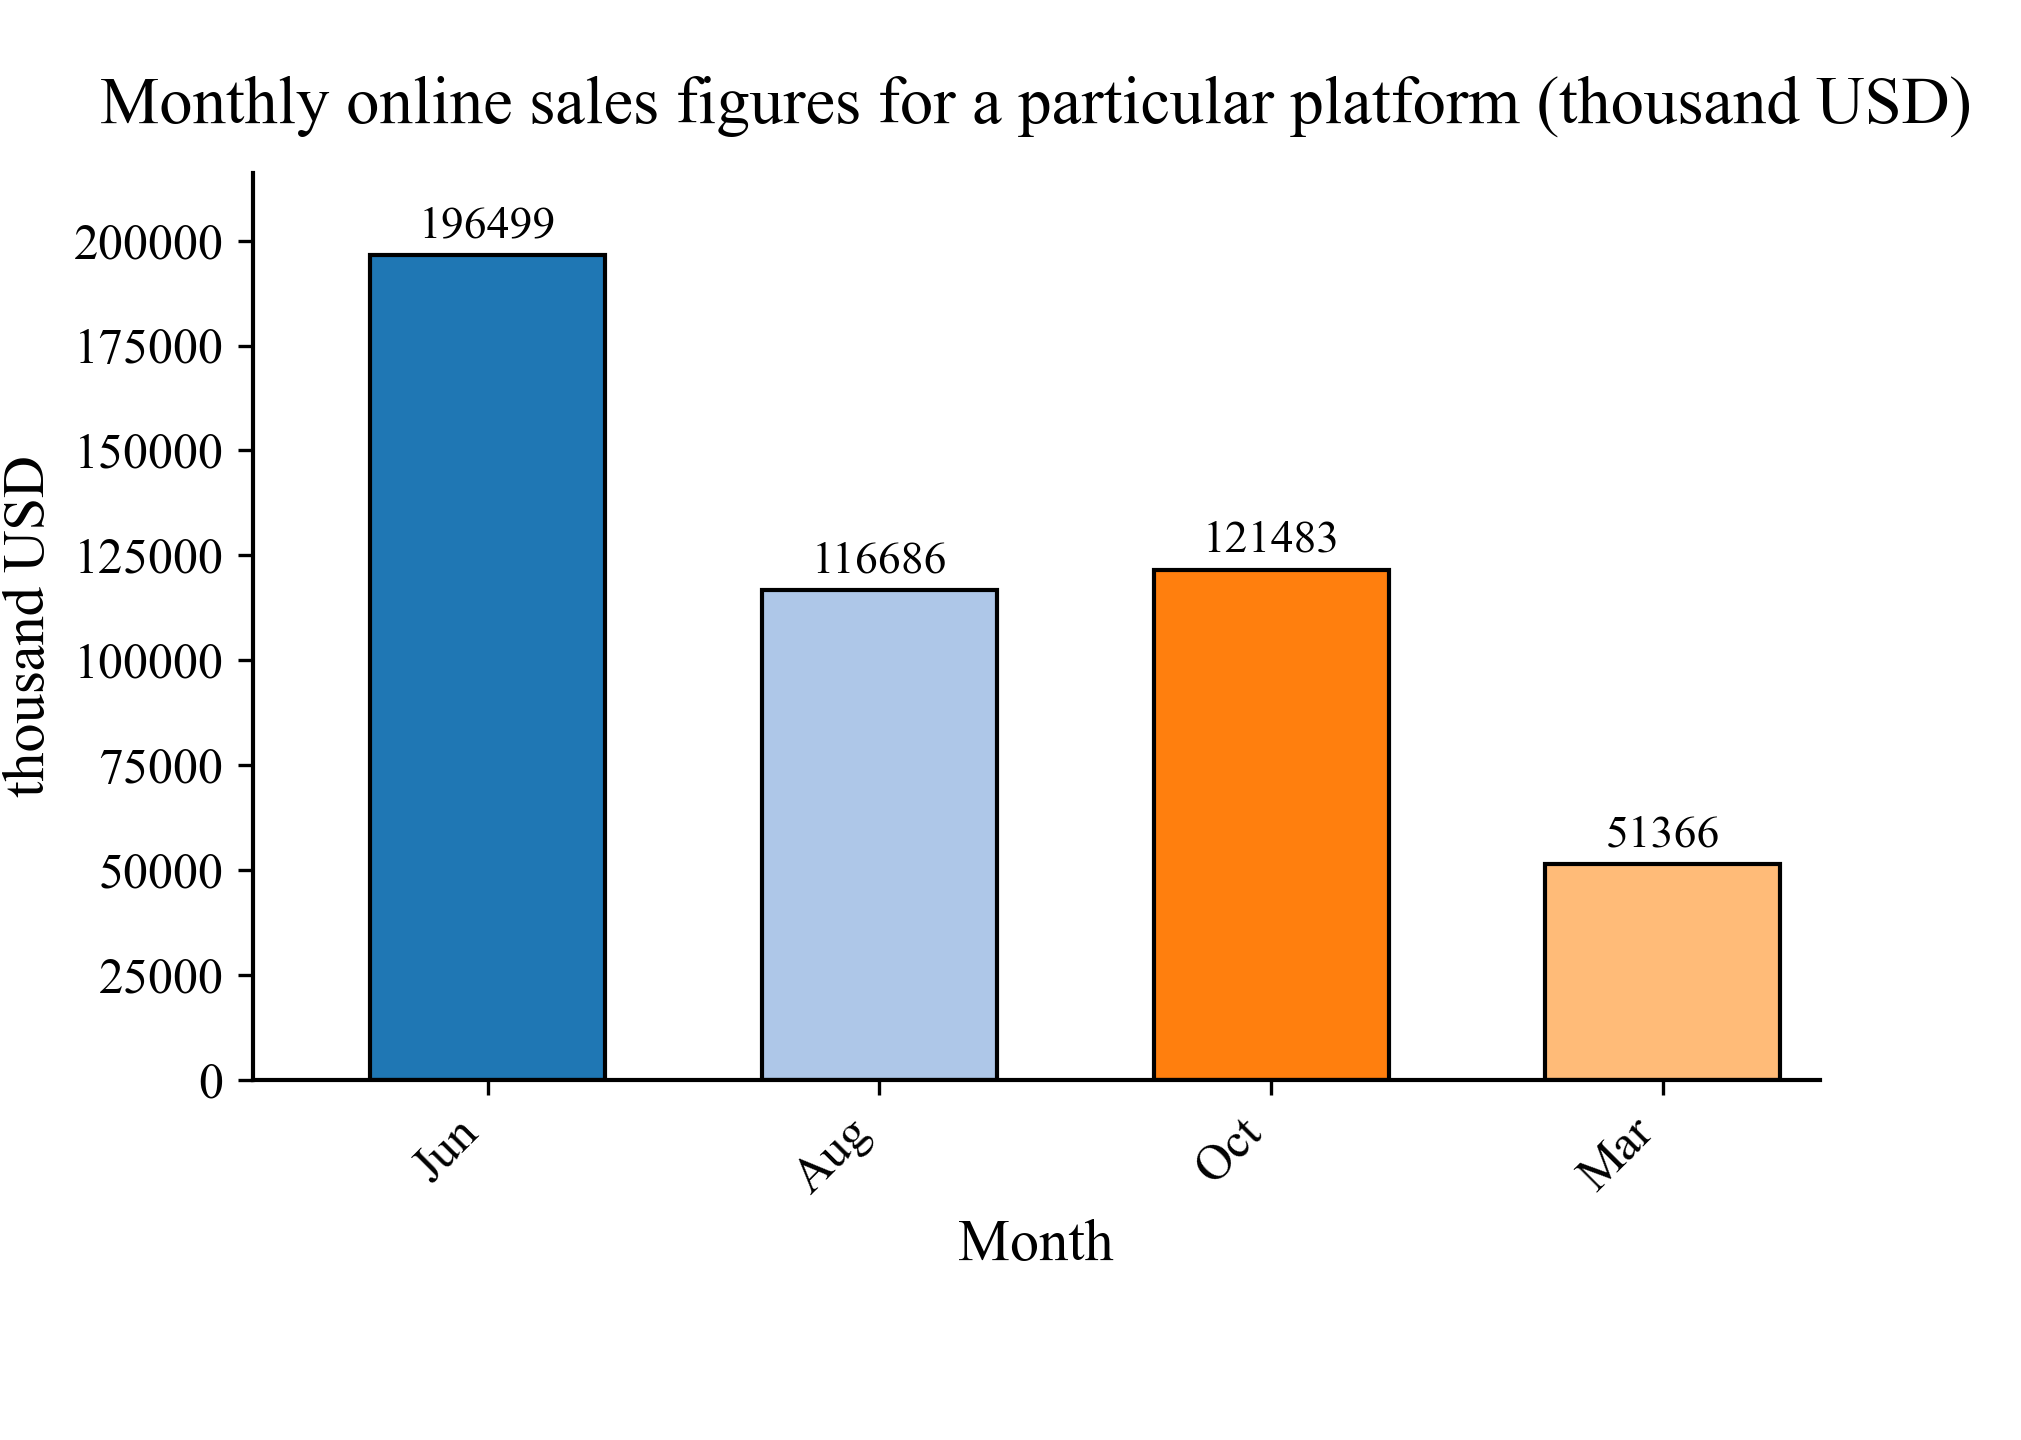 Monthly online sales figures for a particular platform (thousand USD)
thousand USD
200000
175000
150000
125000
100000
75000
50000
25000
0
196499
116686
121483
51366
Jun
Aug
Oct
Mar
Month